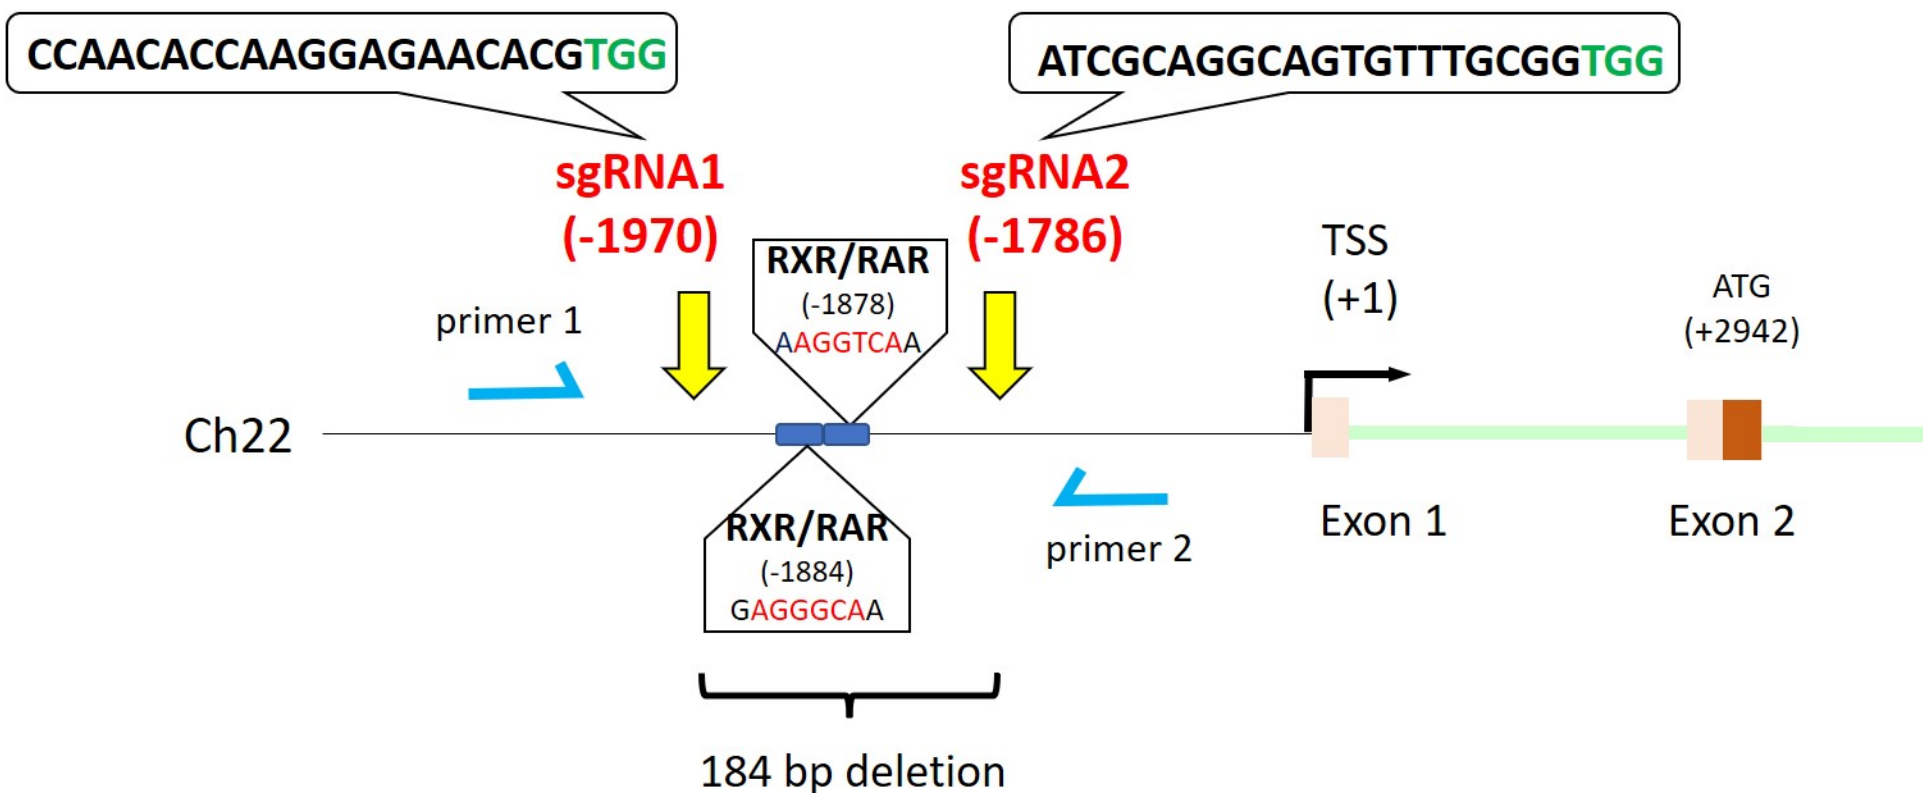 CCAACACCAAGGAGAACACGTGG
ATCGCAGGCAGTGTTTGCGGTGG
sgRNA1
(-1970)
sgRNA2
(-1786)
RXR/RAR
(-1878)
AAGGTCAA
primer 1
TSS
(+1)
ATG
(+2942)
Ch22
RXR/RAR
(-1884)
GAGGGCAA
primer 2
Exon 1
Exon 2
184 bp deletion